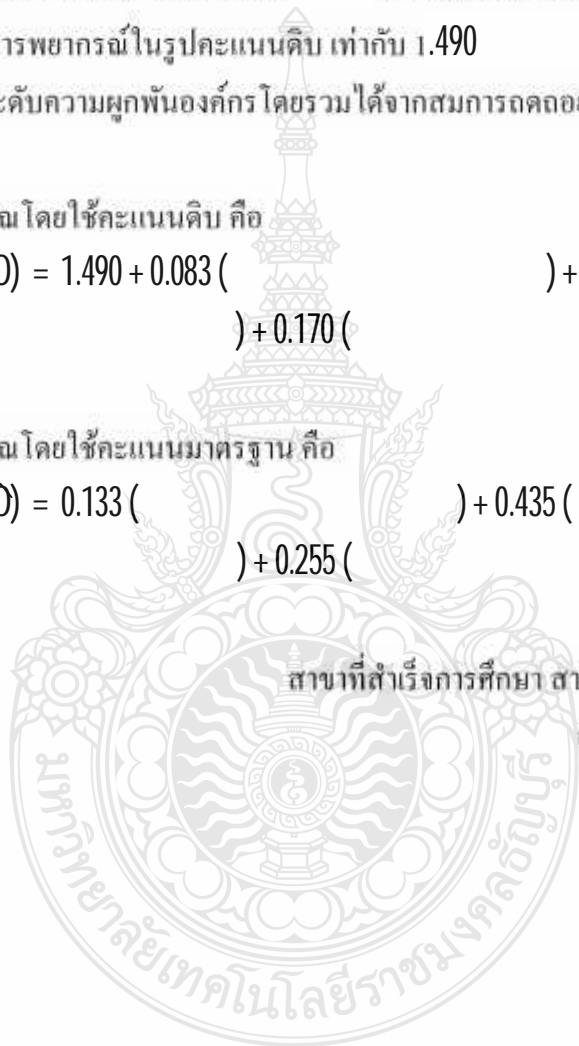 ารพยากรณ์ในรูปคะแนนดิบ เท่ากับ 1.490
ะดับความผูกพันองค์กรโดยรวมได้จากสมการถดถอย
ณโดยใช้คะแนนดิบ คือ
) = 1.490 + 0.083 ( ) +
) + 0.170 (
ณโดยใช้คะแนนมาตรฐาน คือ
) = 0.133 ( ) + 0.435 (
) + 0.255 (
สาขาที่สำเร็จการศึกษา สา
มหาวิทยาลัยเทคโนโลยีราชมงคลธัญบุรี